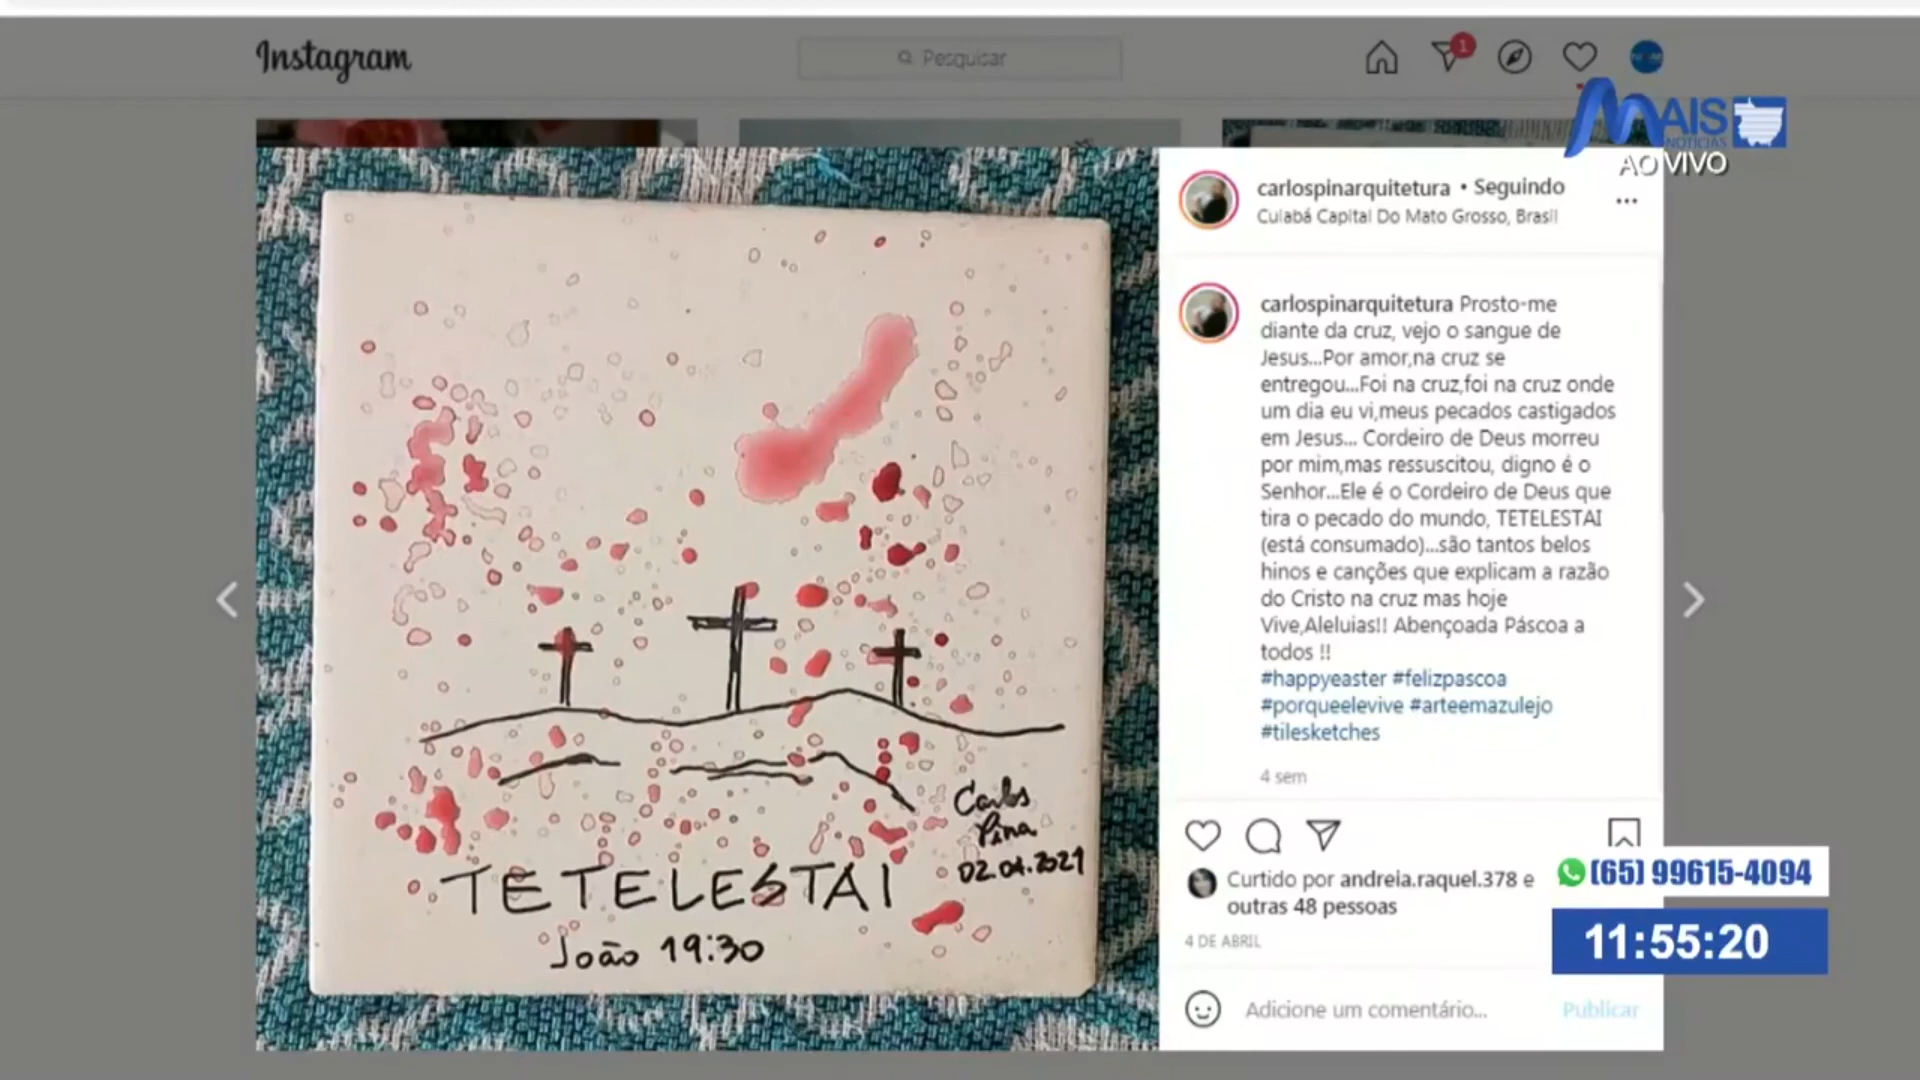 Instagram
Pesquisar
1
MAIS
NOTÍCIAS
AO VIVO
carlospinarquitetura • Seguindo
Cuiabá Capital Do Mato Grosso, Brasil
carlospinarquitetura Prosto-me
diante da cruz, vejo o sangue de
Jesus...Por amor,na cruz se
entregou...Foi na cruz,foi na cruz onde
um dia eu vi,meus pecados castigados
em Jesus... Cordeiro de Deus morreu
por mim,mas ressuscitou, digno é o
Senhor...Ele é o Cordeiro de Deus que
tira o pecado do mundo, TETELESTAI
(está consumado)...são tantos belos
hinos e canções que explicam a razão
do Cristo na cruz mas hoje
Vive,Aleluias!! Abençoada Páscoa a
todos !!
#happyeaster #felizpascoa
#porqueelevive #arteemazulejo
#tilesketches
4 sem
Carlos
Pina
02.04.2021
TETELESTAI
João 19:30
Curtido por andreia.raquel.378 e
outras 48 pessoas
4 DE ABRIL
(65) 99615-4094
11:55:20
Adicione um comentário...
Publicar